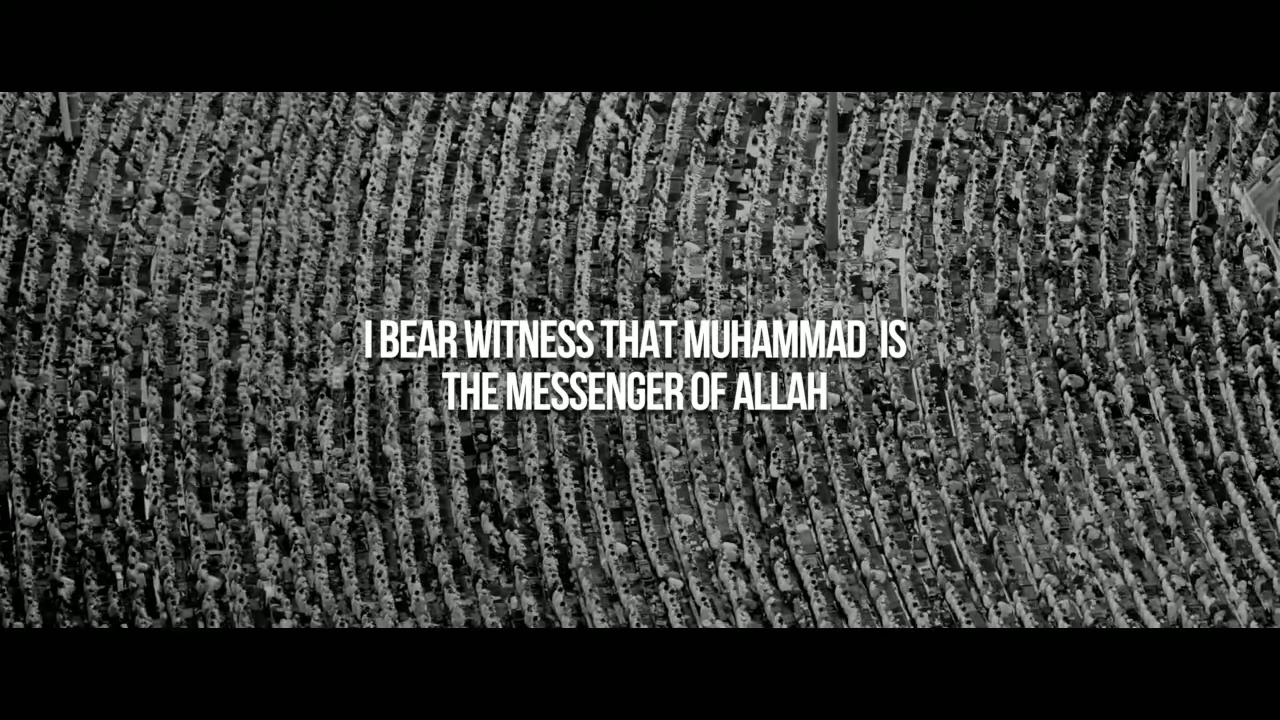 I BEAR WITNESS THAT MUHAMMAD IS
THE MESSENGER OF ALLAH